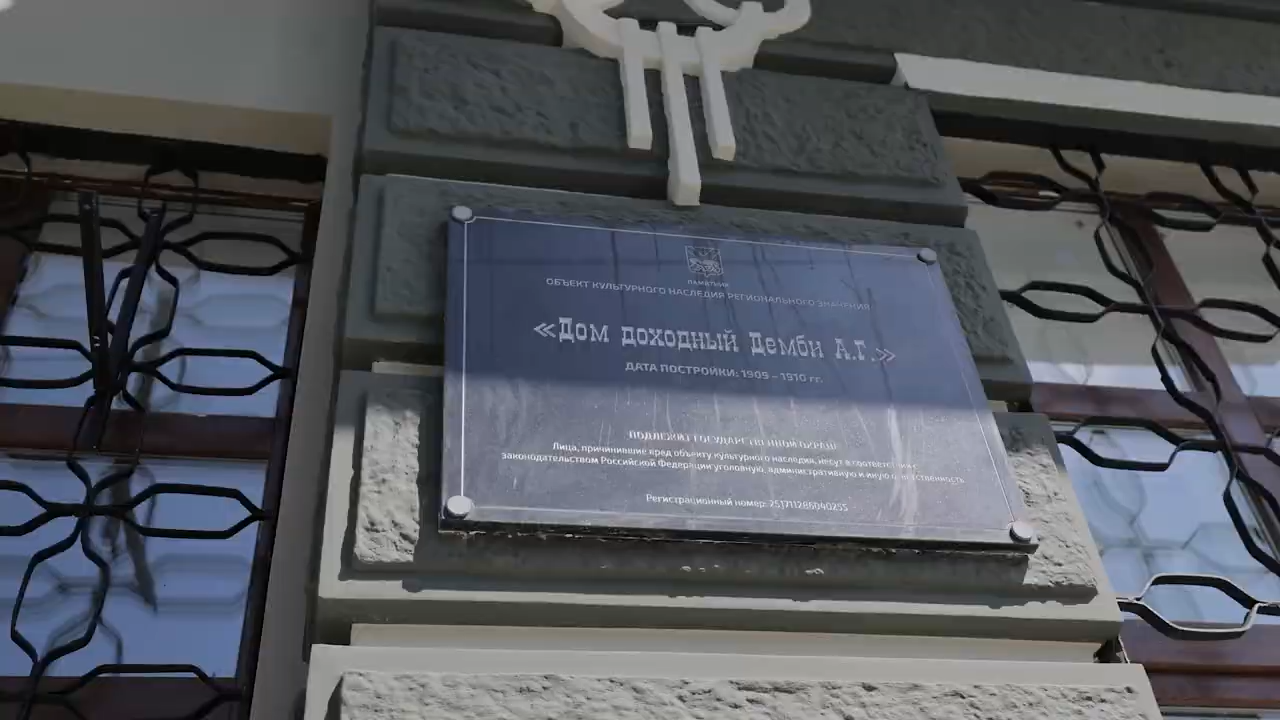 ПАМЯТНИК
ОБЪЕКТ КУЛЬТУРНОГО НАСЛЕДИЯ РЕГИОНАЛЬНОГО ЗНАЧЕНИЯ
«Дом доходный Демби А.Г.»
ДАТА ПОСТРОЙКИ: 1909 – 1910 гг.
ПОДЛЕЖИТ ГОСУДАРСТВЕННОЙ ОХРАНЕ
Лица, причинившие вред объекту культурного наследия, несут в соответствии с
законодательством Российской Федерации уголовную, административную и иную ответственность
Регистрационный номер: 251711286040255